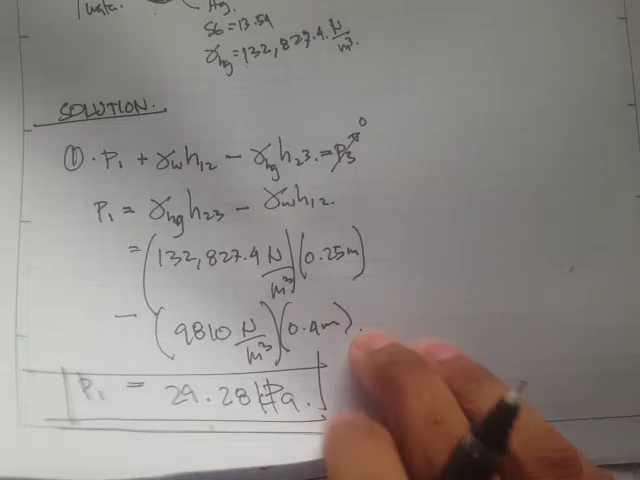 Hg.
SG = 13.54
γhg = 132,827.4 N/m³.
SOLUTION.
①. P₁ + γwh₁₂ − γhgh₂₃. = P₃ 0
P₁ = γhgh₂₃ − γwh₁₂.
= (132,827.4 N/m³)(0.25m)
− (9810 N/m³)(0.4m).
P₁ = 29.28 kPa.